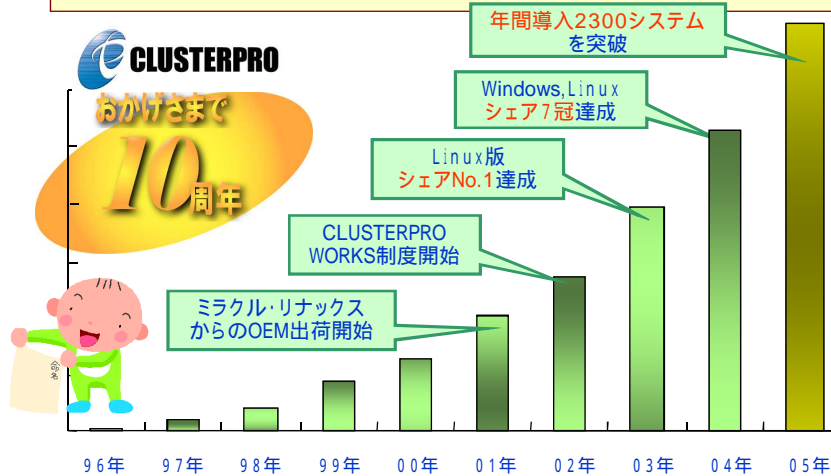 年間導入2300システム
を突破
CLUSTERPRO
おかげさまで
10周年
Windows,Linux
シェア7冠達成
Linux版
シェアNo.1達成
CLUSTERPRO
WORKS制度開始
ミラクル・リナックス
からのOEM出荷開始
命名
96年 97年 98年 99年 00年 01年 02年 03年 04年 05年